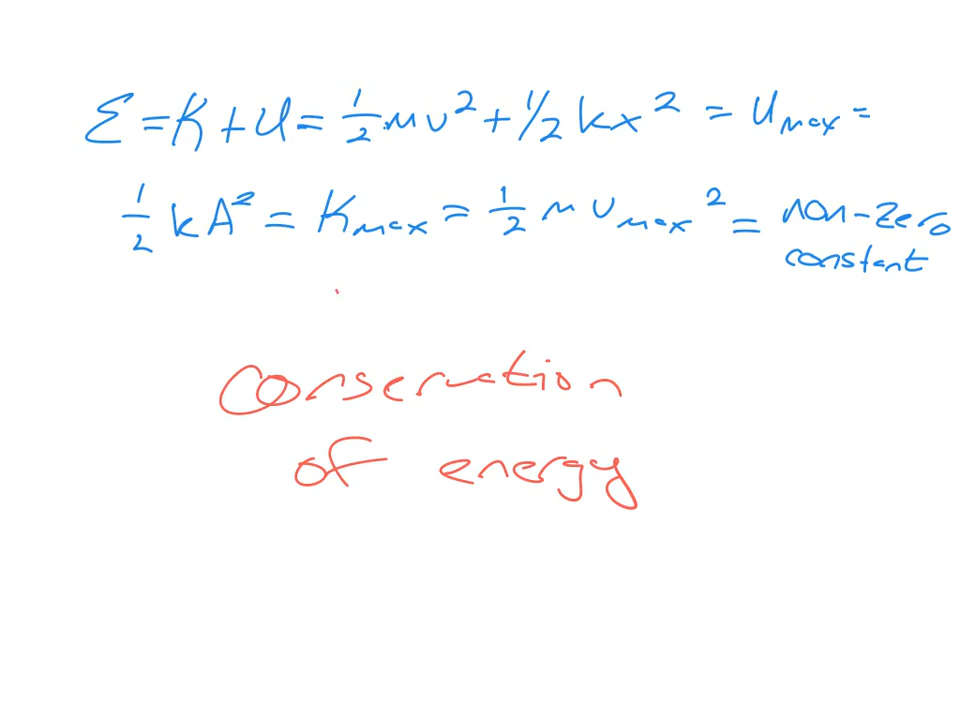 E = K + U = 1/2 mv² + 1/2 kx² = U_max =
1/2 kA² = K_max = 1/2 m v_max² = non-zero
constant
conservation
of energy